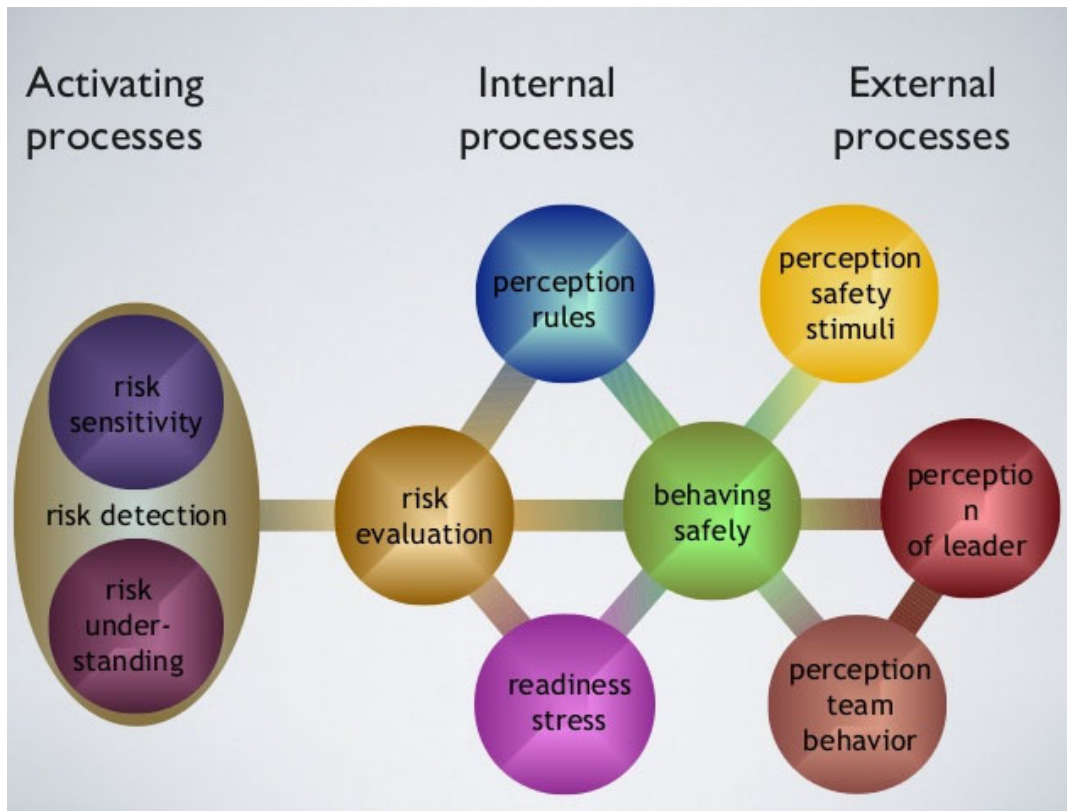 Activating
processes
Internal
processes
External
processes
risk
sensitivity
risk detection
risk
under-
standing
risk
evaluation
perception
rules
behaving
safely
readiness
stress
perception
safety
stimuli
perceptio
n
of leader
perception
team
behavior